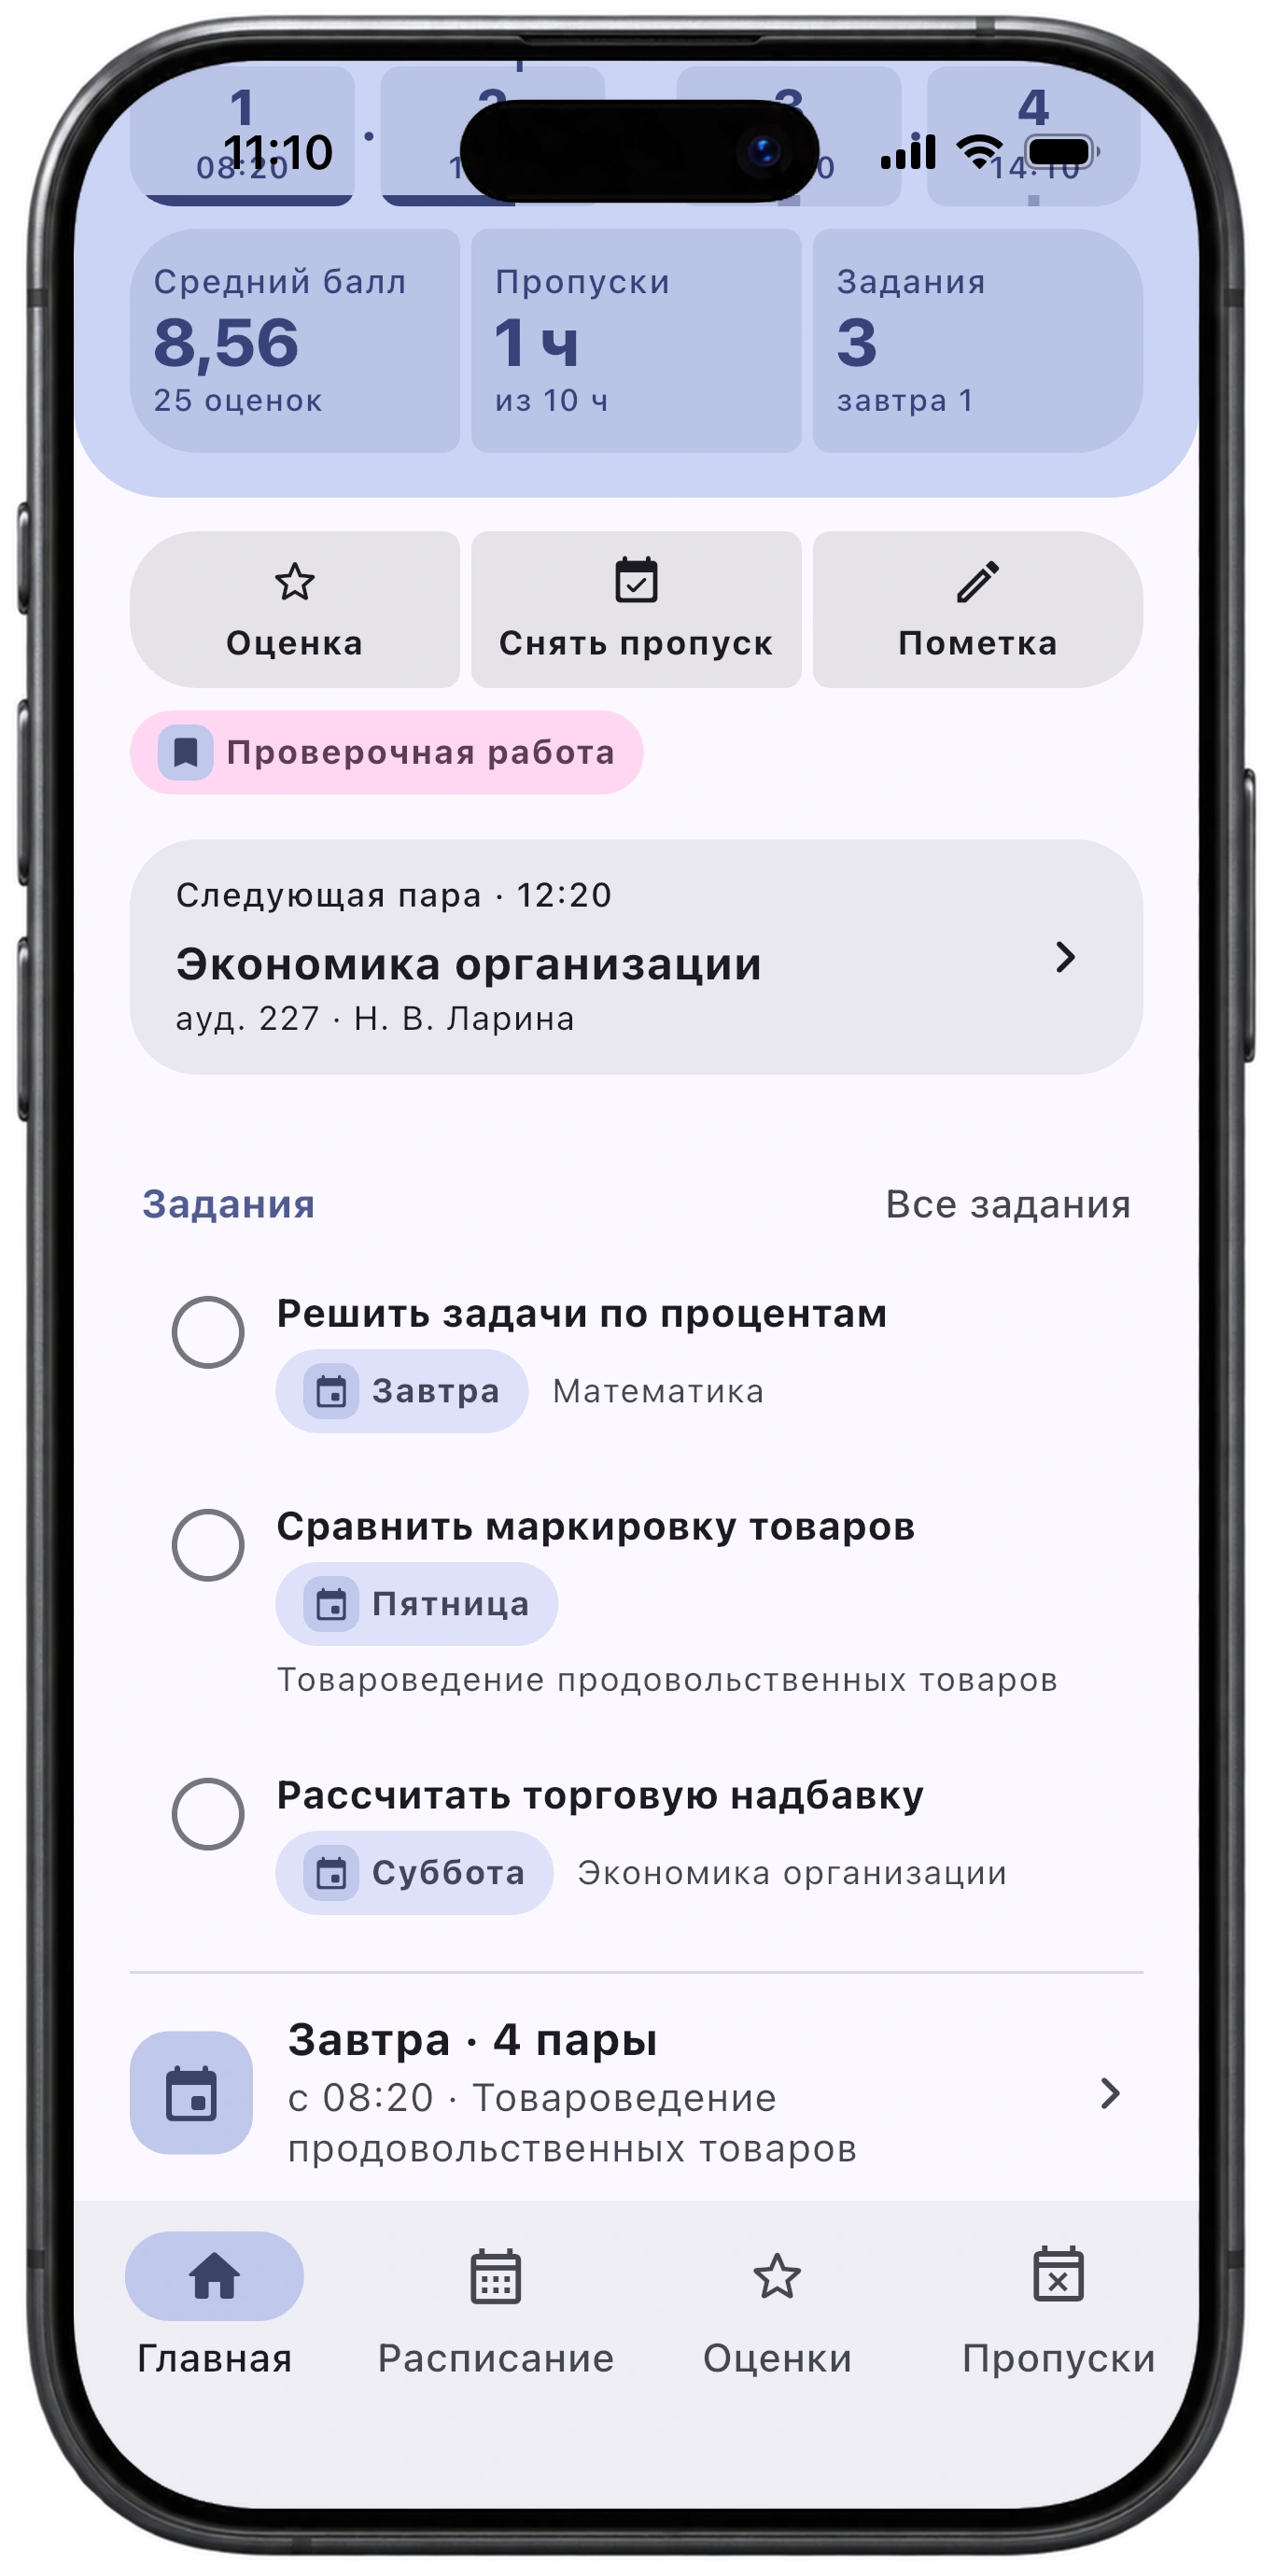 1
4
11:10
08:20
14:10
Средний балл
Пропуски
Задания
8,56
1 ч
3
25 оценок
из 10 ч
завтра 1
Оценка
Снять пропуск
Пометка
Проверочная работа
Следующая пара · 12:20
Экономика организации
ауд. 227 · Н. В. Ларина
Задания
Все задания
Решить задачи по процентам
Завтра
Математика
Сравнить маркировку товаров
Пятница
Товароведение продовольственных товаров
Рассчитать торговую надбавку
Суббота
Экономика организации
Завтра · 4 пары
с 08:20 · Товароведение
продовольственных товаров
Главная
Расписание
Оценки
Пропуски